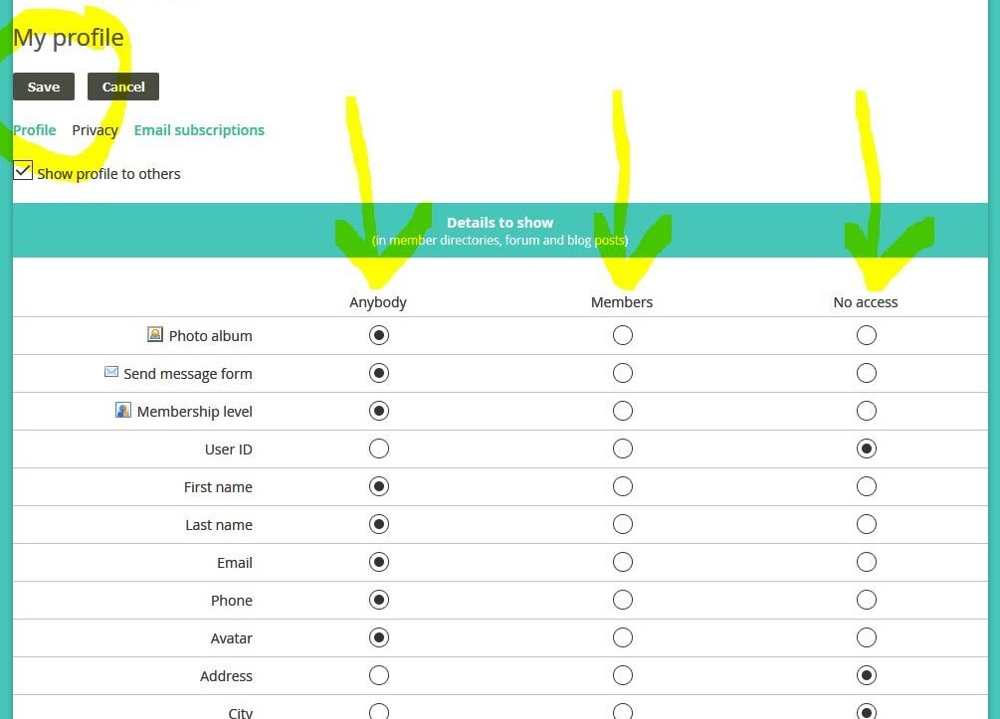 My profile
Save Cancel
Profile Privacy Email subscriptions
Show profile to others
Details to show
(in member directories, forum and blog posts)
Anybody Members No access
Photo album
Send message form
Membership level
User ID
First name
Last name
Email
Phone
Avatar
Address
City